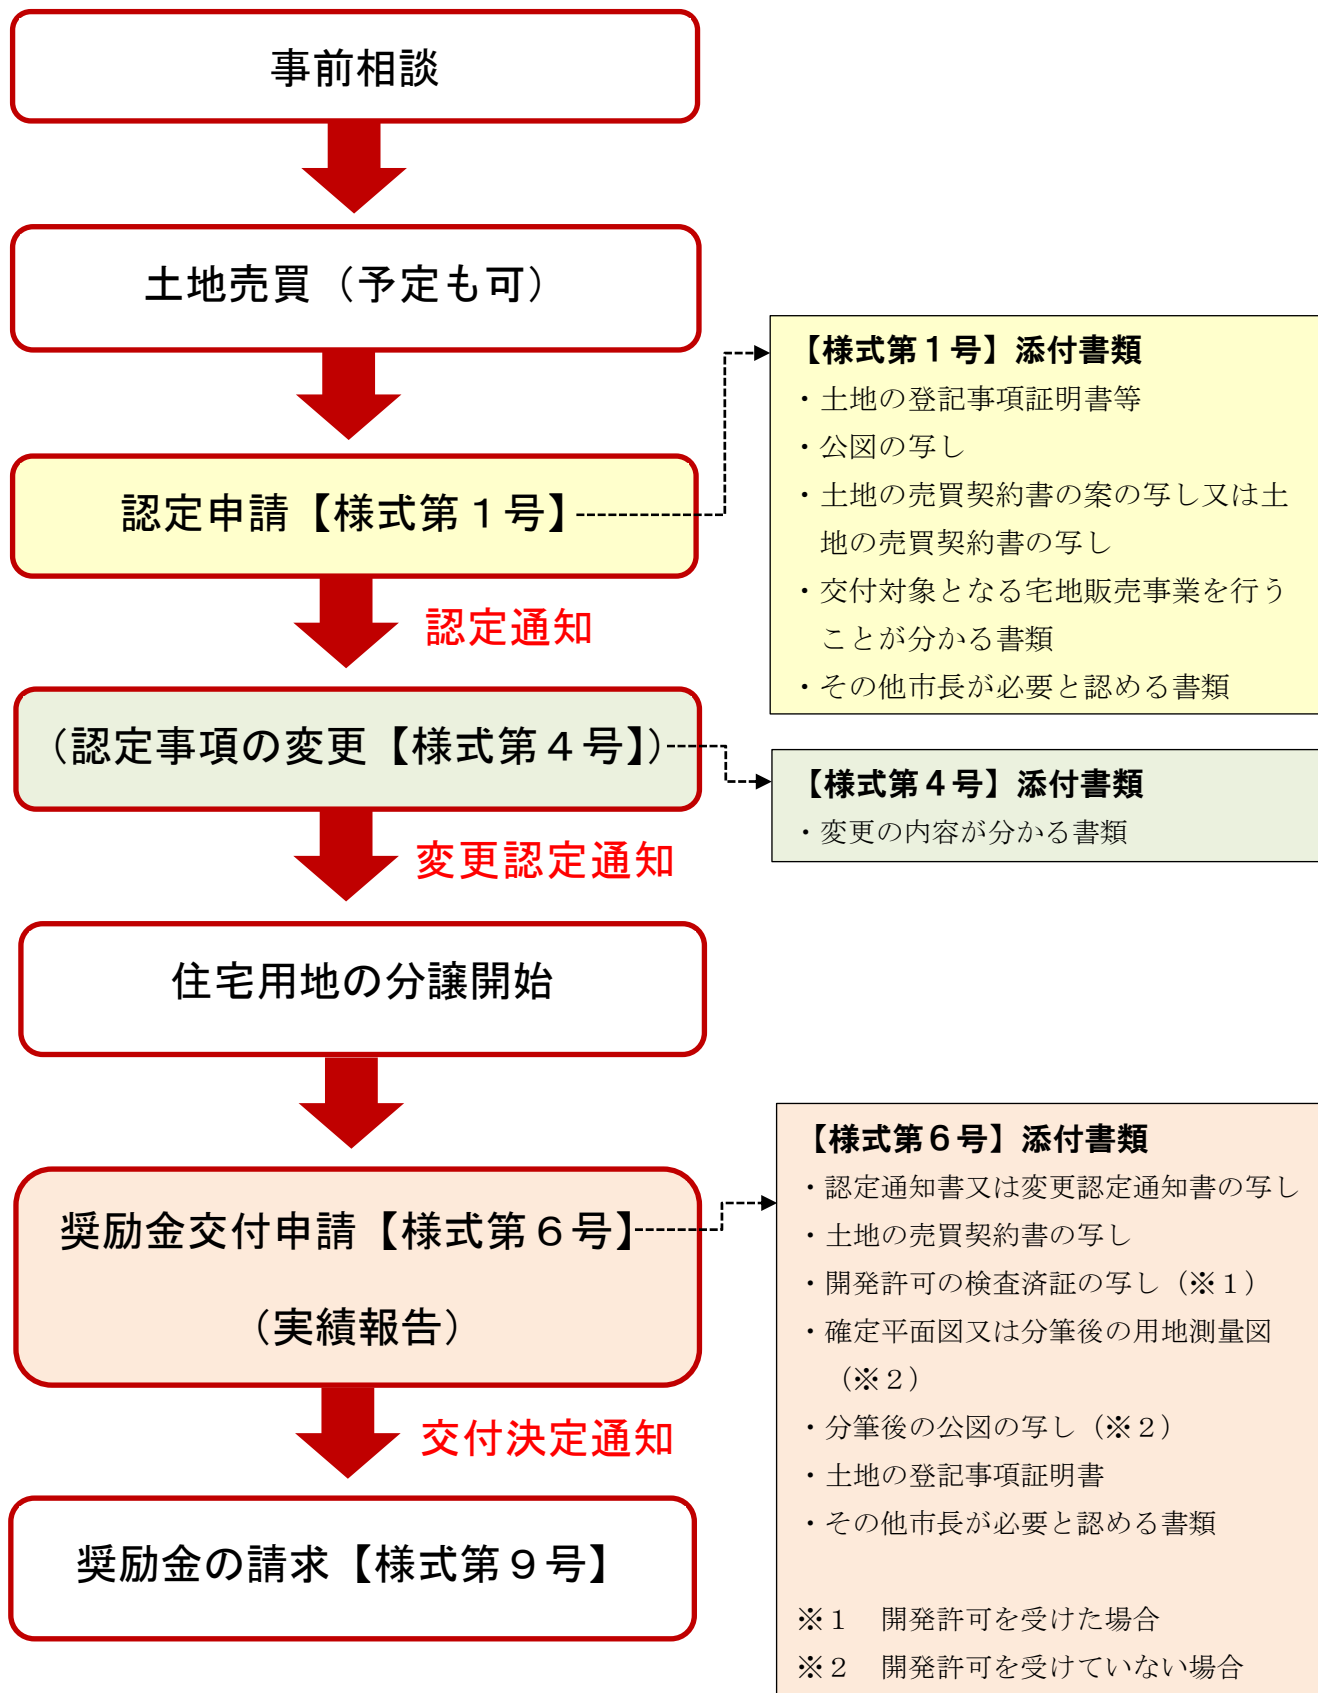 事前相談
土地売買（予定も可）
認定申請【様式第１号】
認定通知
（認定事項の変更【様式第４号】）
変更認定通知
住宅用地の分譲開始
奨励金交付申請【様式第６号】
（実績報告）
交付決定通知
奨励金の請求【様式第９号】
【様式第１号】添付書類
・土地の登記事項証明書等
・公図の写し
・土地の売買契約書の案の写し又は土
地の売買契約書の写し
・交付対象となる宅地販売事業を行う
ことが分かる書類
・その他市長が必要と認める書類
【様式第４号】添付書類
・変更の内容が分かる書類
【様式第６号】添付書類
・認定通知書又は変更認定通知書の写し
・土地の売買契約書の写し
・開発許可の検査済証の写し（※１）
・確定平面図又は分筆後の用地測量図
（※２）
・分筆後の公図の写し（※２）
・土地の登記事項証明書
・その他市長が必要と認める書類
※１　開発許可を受けた場合
※２　開発許可を受けていない場合